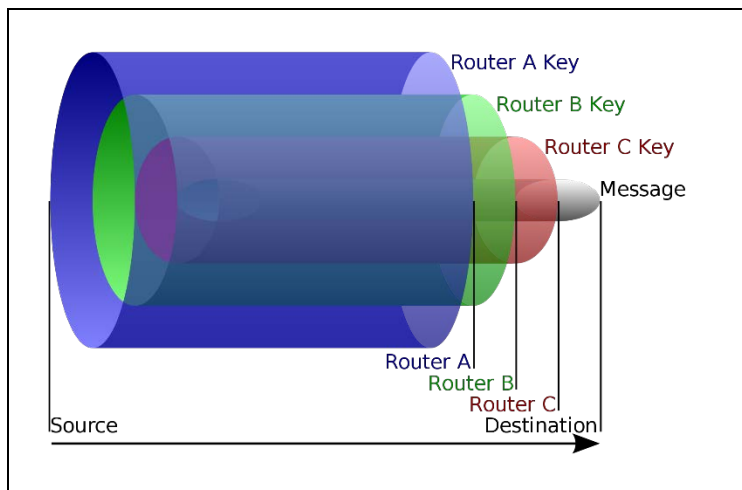 Router A Key
Router B Key
Router C Key
Message
Router A
Router B
Router C
Source
Destination